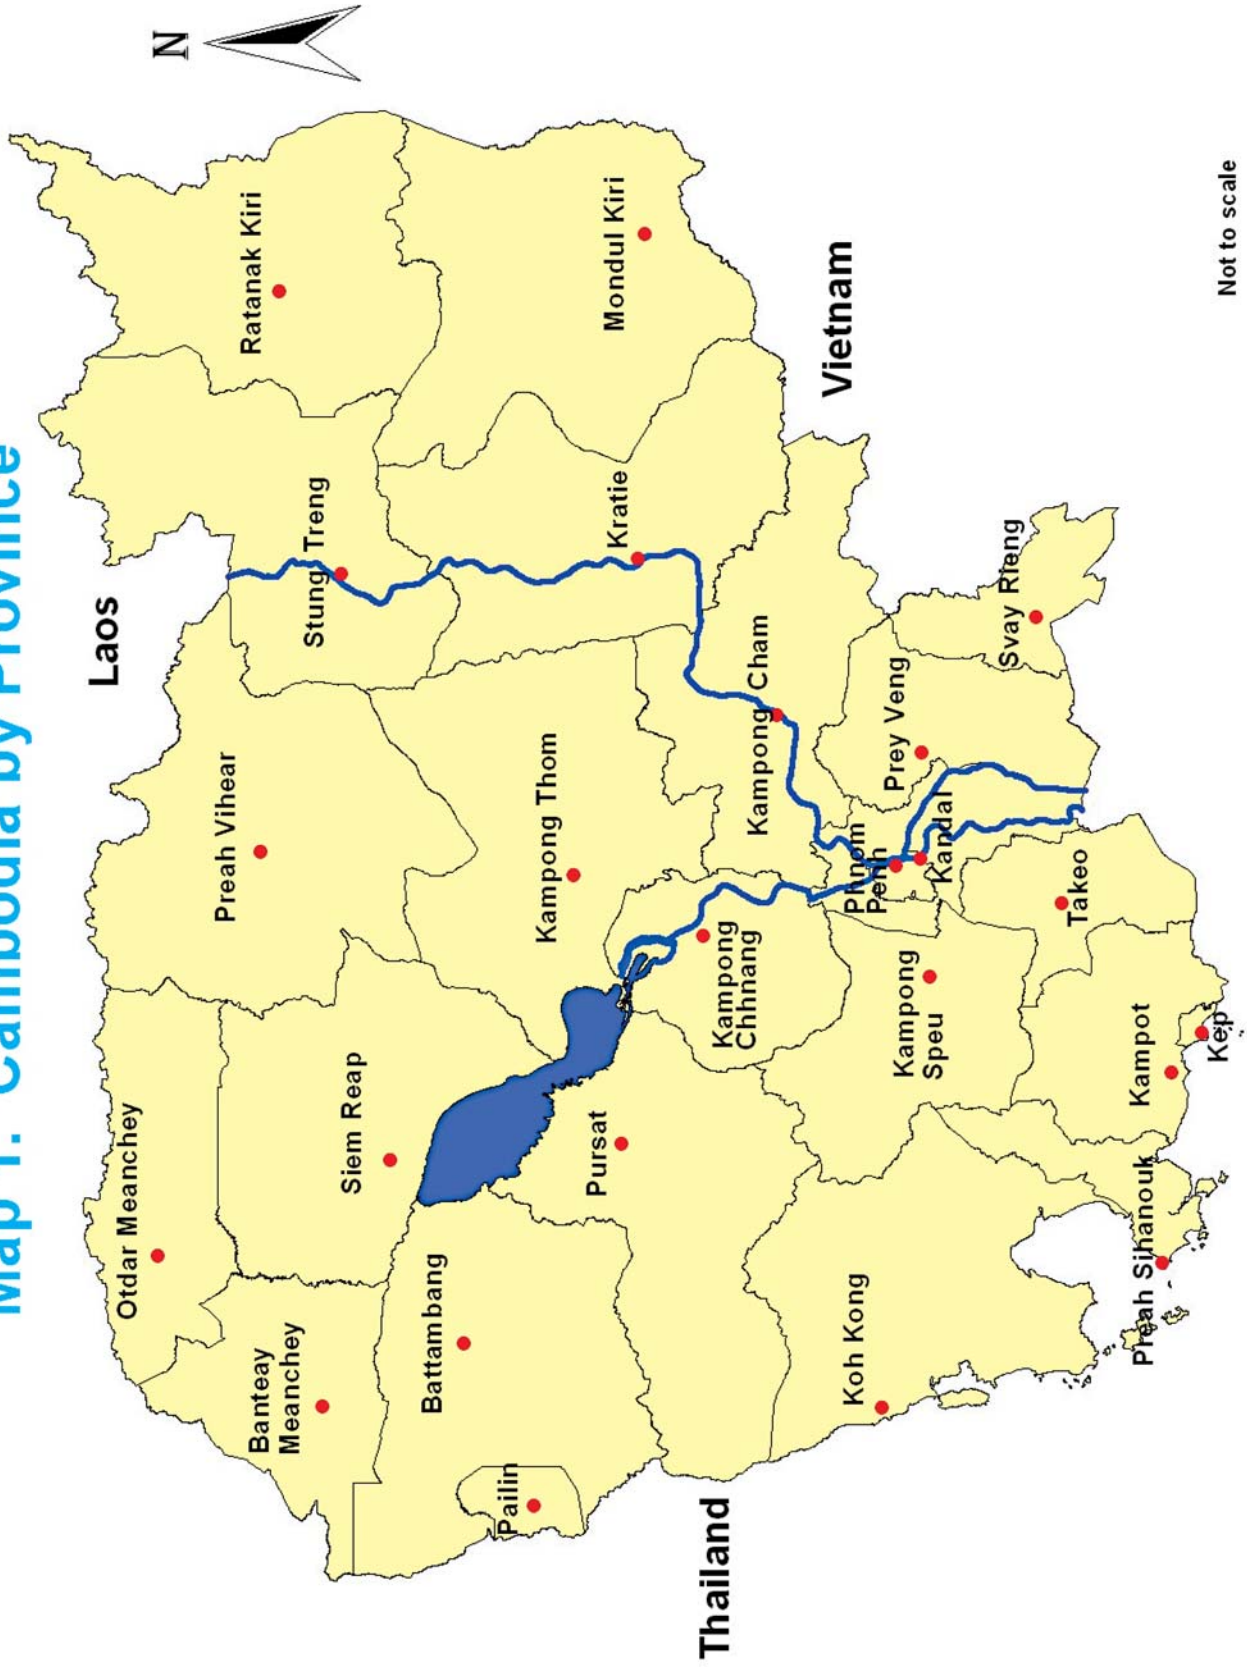 Map 1: Cambodia by Province
N
Laos
Ratanak Kiri
Stung Treng
Preah Vihear
Otdar Meanchey
Banteay
Meanchey
Siem Reap
Battambang
Kampong Thom
Mondul Kiri
Kratie
Pailin
Pursat
Kampong
Chhnang
Kampong Cham
Vietnam
Thailand
Prey Veng
Svay Rieng
Phnom
Penh
Kandal
Koh Kong
Kampong
Speu
Takeo
Kampot
Kep
Preah Sihanouk
Not to scale